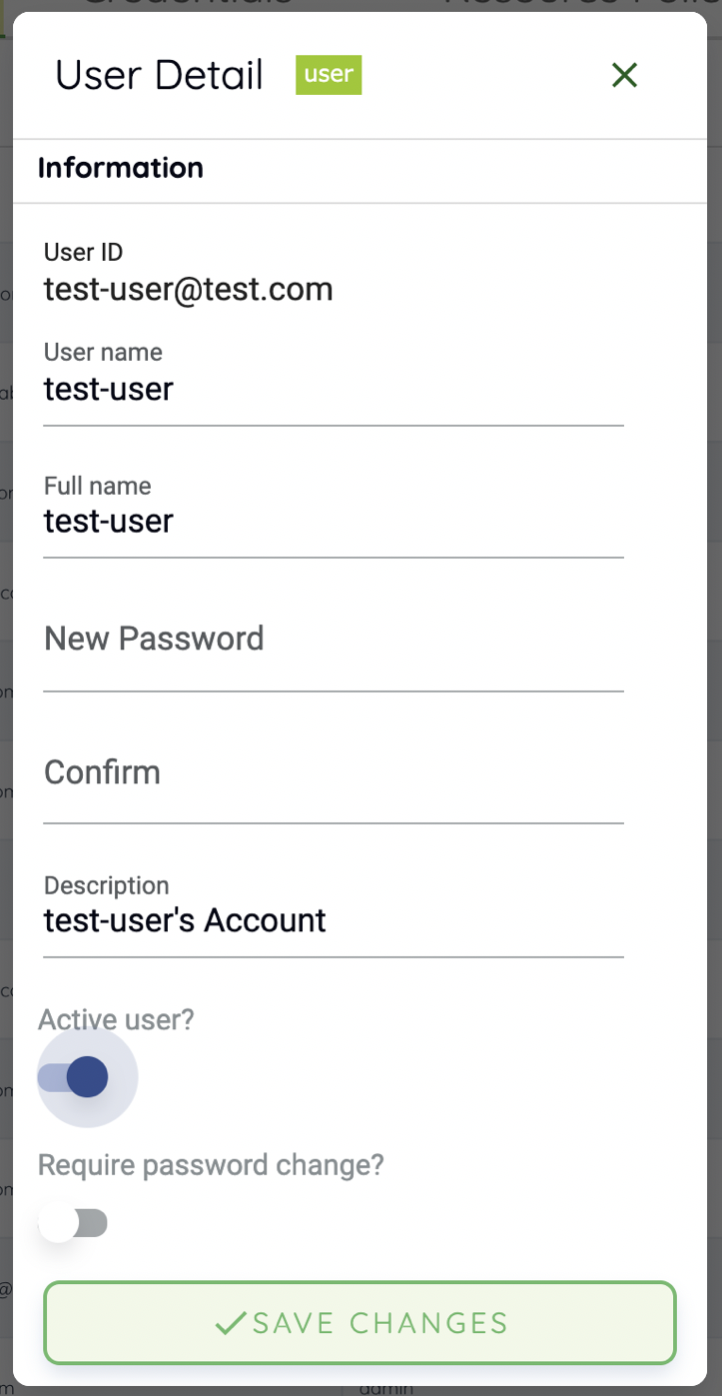 User Detail user
Information
User ID
test-user@test.com
User name
test-user
Full name
test-user
New Password
Confirm
Description
test-user's Account
Active user?
Require password change?
SAVE CHANGES
admin